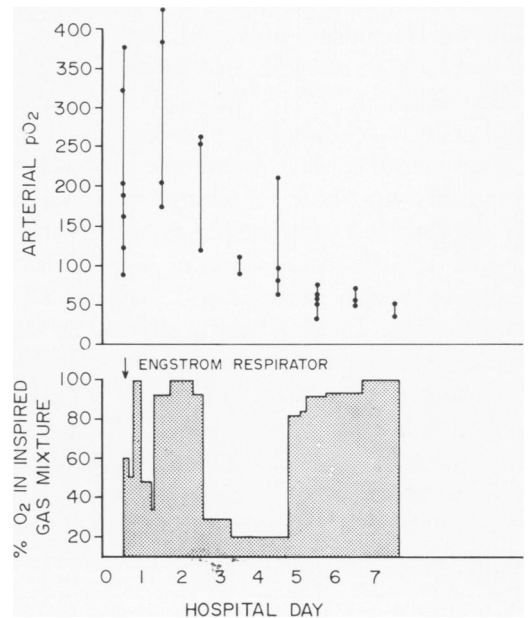 ARTERIAL pO₂
400
350
300
250
200
150
100
50
0
ENGSTROM RESPIRATOR
% O₂ IN INSPIRED
GAS MIXTURE
100
80
60
40
20
0 1 2 3 4 5 6 7
HOSPITAL DAY